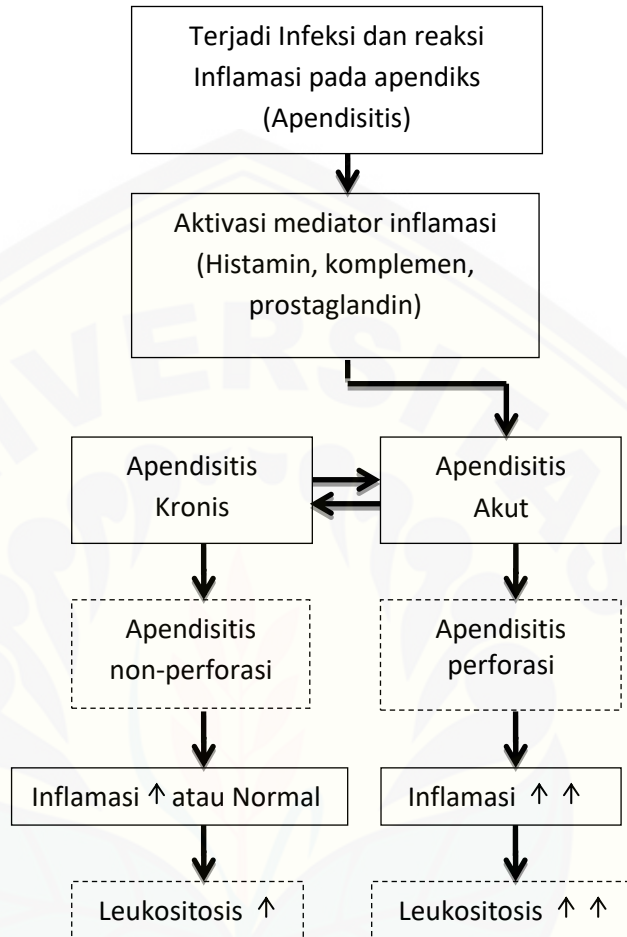 Terjadi Infeksi dan reaksi
Inflamasi pada apendiks
(Apendisitis)
Aktivasi mediator inflamasi
(Histamin, komplemen,
prostaglandin)
Apendisitis
Kronis
Apendisitis
Akut
Apendisitis
non-perforasi
Apendisitis
perforasi
Inflamasi ↑ atau Normal
Inflamasi ↑ ↑
Leukositosis ↑
Leukositosis ↑ ↑
UNIVERSITAS